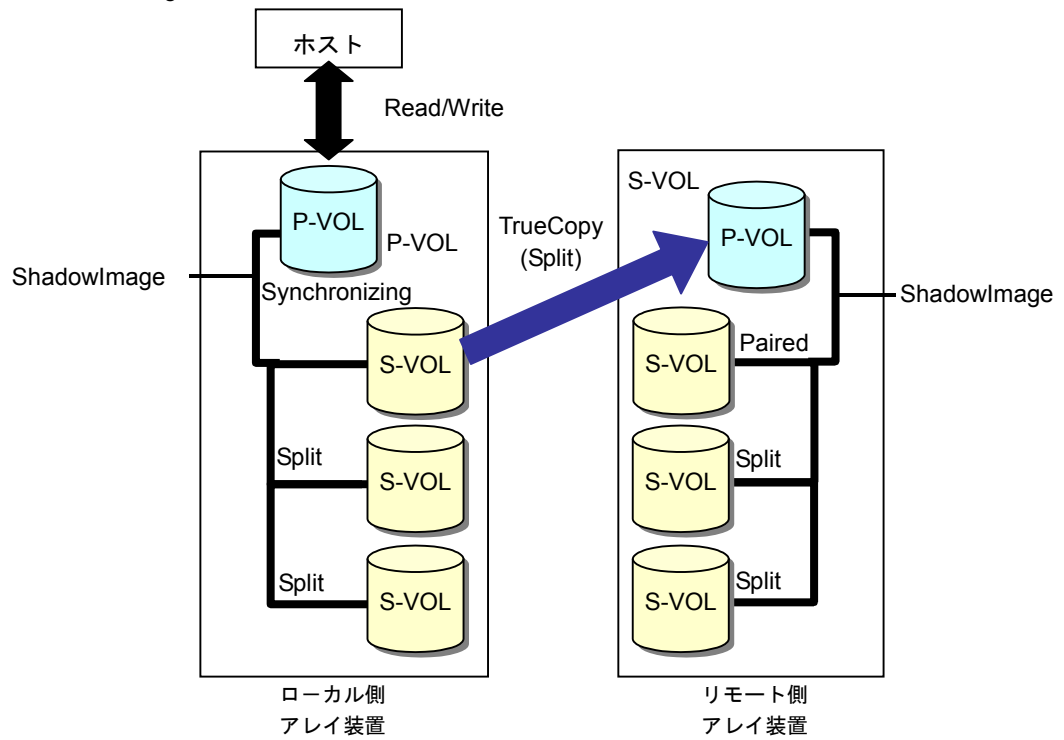 ホスト
Read/Write
P-VOL
P-VOL
ShadowImage
Synchronizing
S-VOL
Split
S-VOL
Split
S-VOL
ローカル側
アレイ装置
TrueCopy
(Split)
S-VOL
P-VOL
ShadowImage
Paired
S-VOL
Split
S-VOL
Split
S-VOL
リモート側
アレイ装置